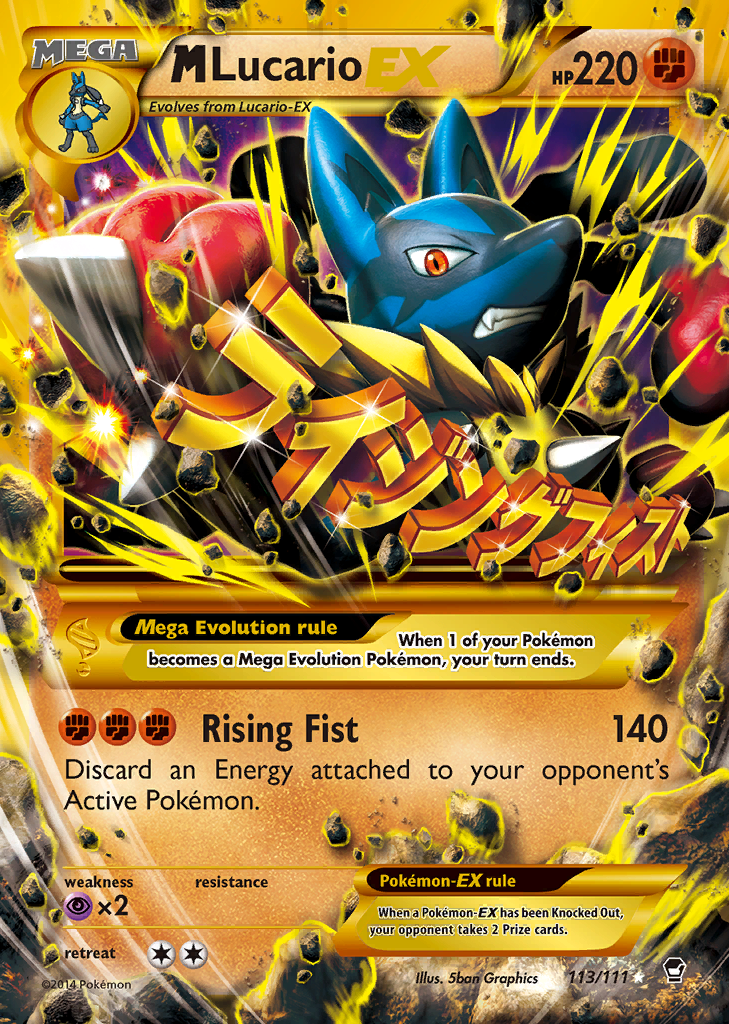 MEGA
MLucario EX
HP220
Evolves from Lucario-EX
ライジングフィスト
Mega Evolution rule
When 1 of your Pokémon
becomes a Mega Evolution Pokémon, your turn ends.
Rising Fist 140
Discard an Energy attached to your opponent's
Active Pokémon.
weakness resistance
×2
Pokémon-EX rule
When a Pokémon-EX has been Knocked Out,
your opponent takes 2 Prize cards.
retreat
©2014 Pokémon
Illus. 5ban Graphics 113/111 ★